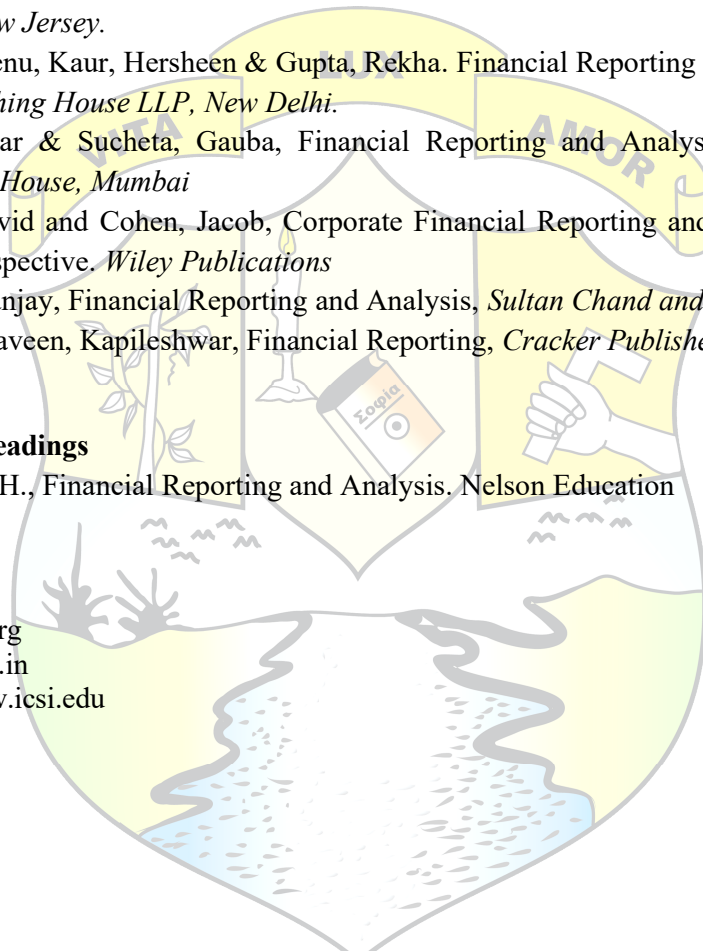 VITA LUX AMOR
Σοφία
w Jersey.
enu, Kaur, Hersheen & Gupta, Rekha. Financial Reporting
hing House LLP, New Delhi.
ar & Sucheta, Gauba, Financial Reporting and Analys
House, Mumbai
vid and Cohen, Jacob, Corporate Financial Reporting and
spective. Wiley Publications
anjay, Financial Reporting and Analysis, Sultan Chand and
aveen, Kapileshwar, Financial Reporting, Cracker Publishe
eadings
H., Financial Reporting and Analysis. Nelson Education
rg
.in
v.icsi.edu